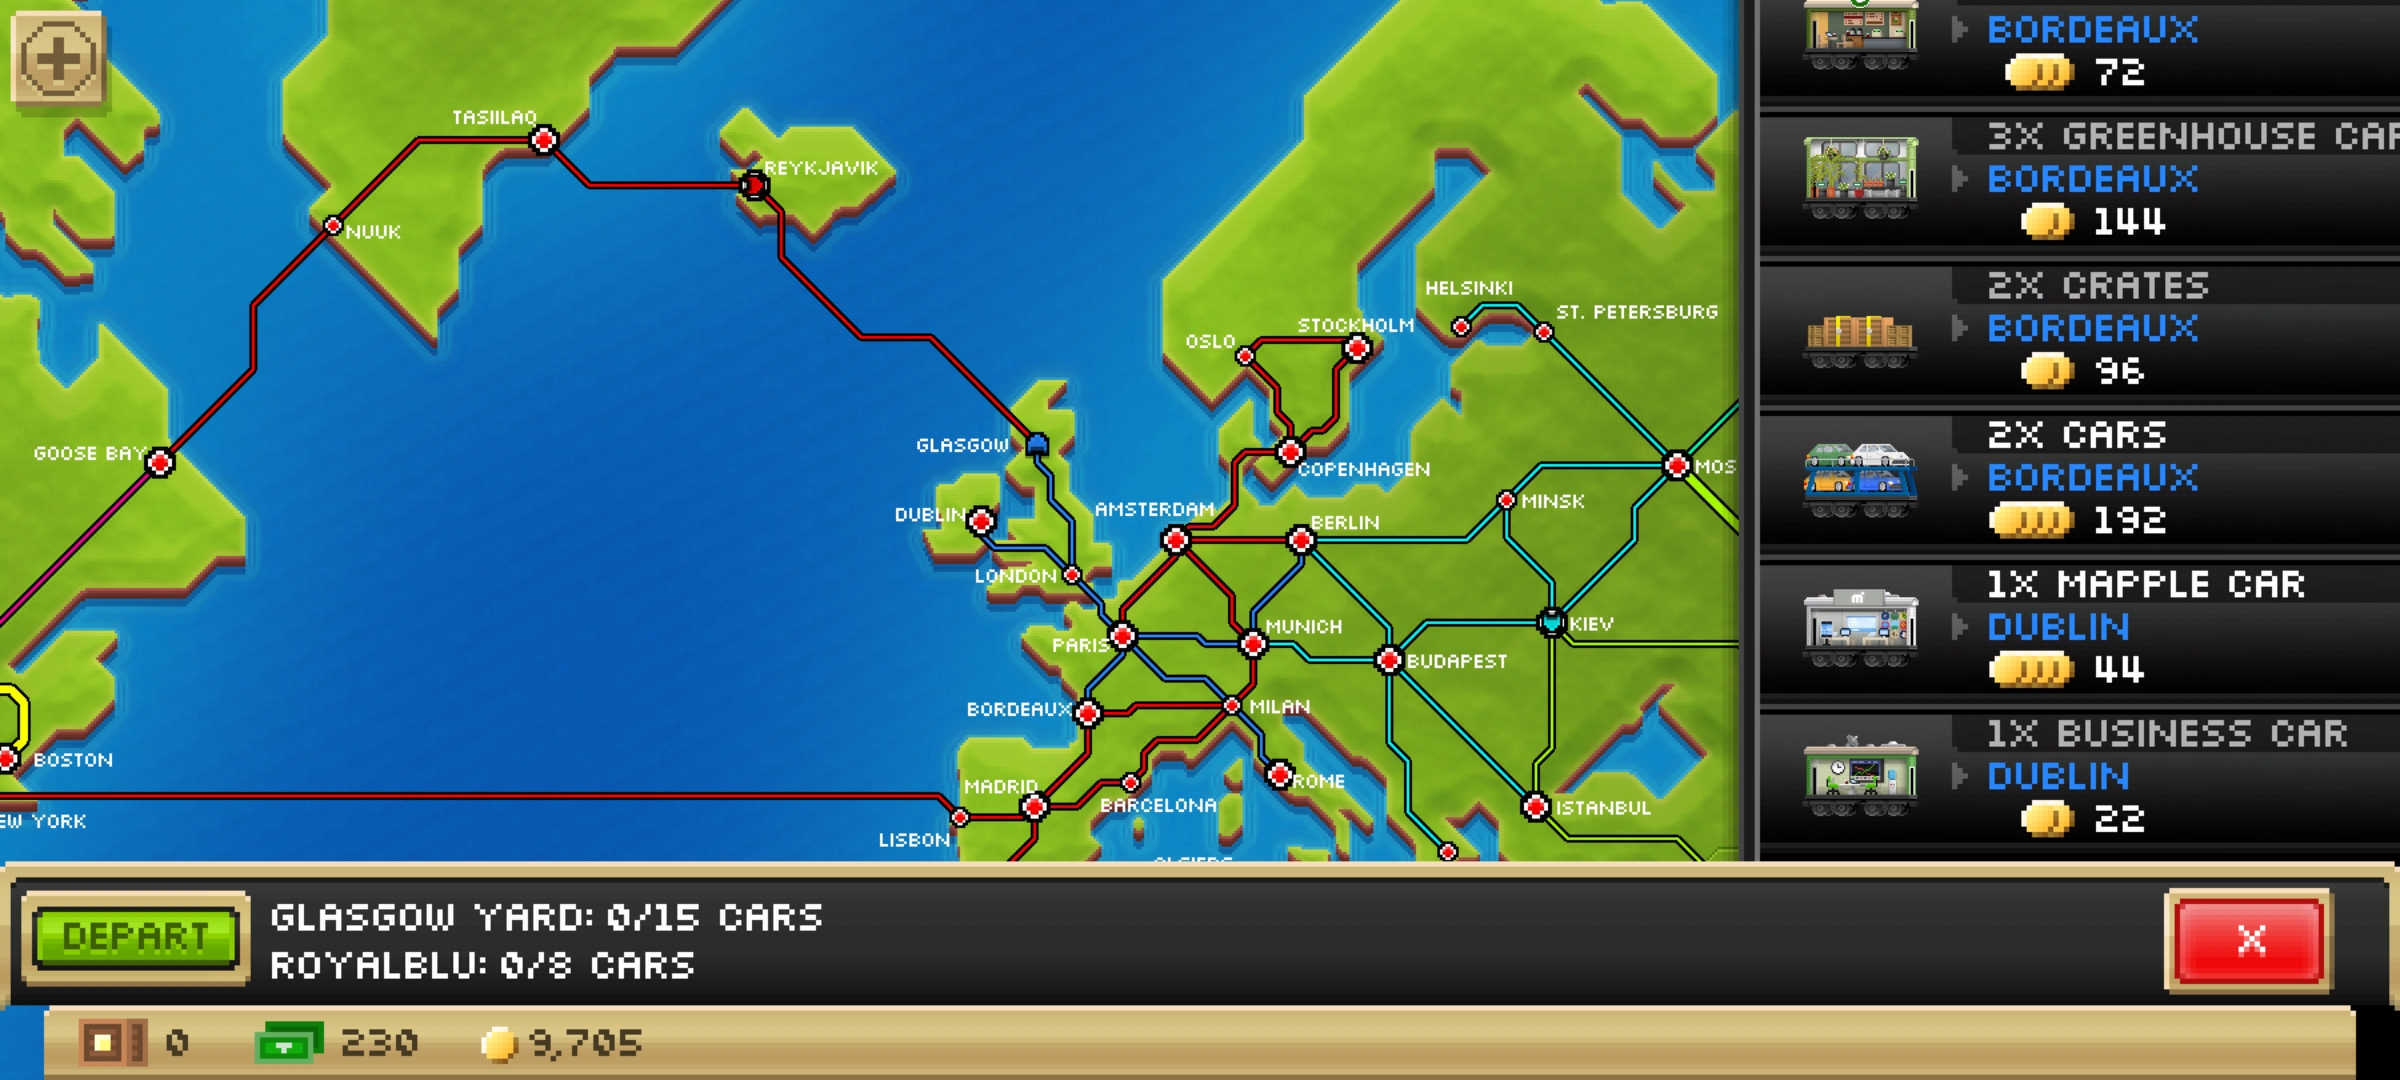 TASIILAQ
REYKJAVIK
NUUK
HELSINKI
ST. PETERSBURG
STOCKHOLM
OSLO
GLASGOW
GOOSE BAY
COPENHAGEN
MOS
DUBLIN
AMSTERDAM
MINSK
BERLIN
LONDON
MUNICH
KIEV
PARIS
BUDAPEST
BORDEAUX
MILAN
BOSTON
ROME
MADRID
BARCELONA
ISTANBUL
EW YORK
LISBON
BORDEAUX
72
3X GREENHOUSE CAR
BORDEAUX
144
2X CRATES
BORDEAUX
96
2X CARS
BORDEAUX
192
m
1X MAPPLE CAR
DUBLIN
44
1X BUSINESS CAR
DUBLIN
22
DEPART
GLASGOW YARD: 0/15 CARS
ROYALBLU: 0/8 CARS
X
0
230
9,705